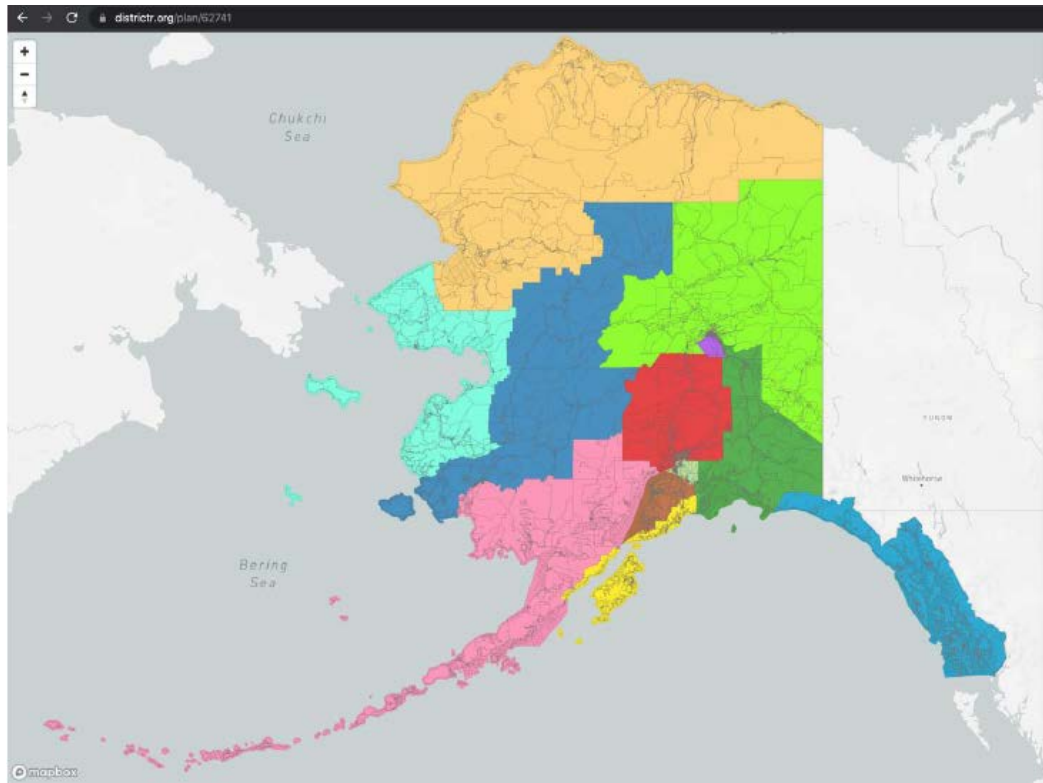 districtr.org/plan/62741
Chukchi
Sea
YUKON
Whitehorse
Bering
Sea
mapbox